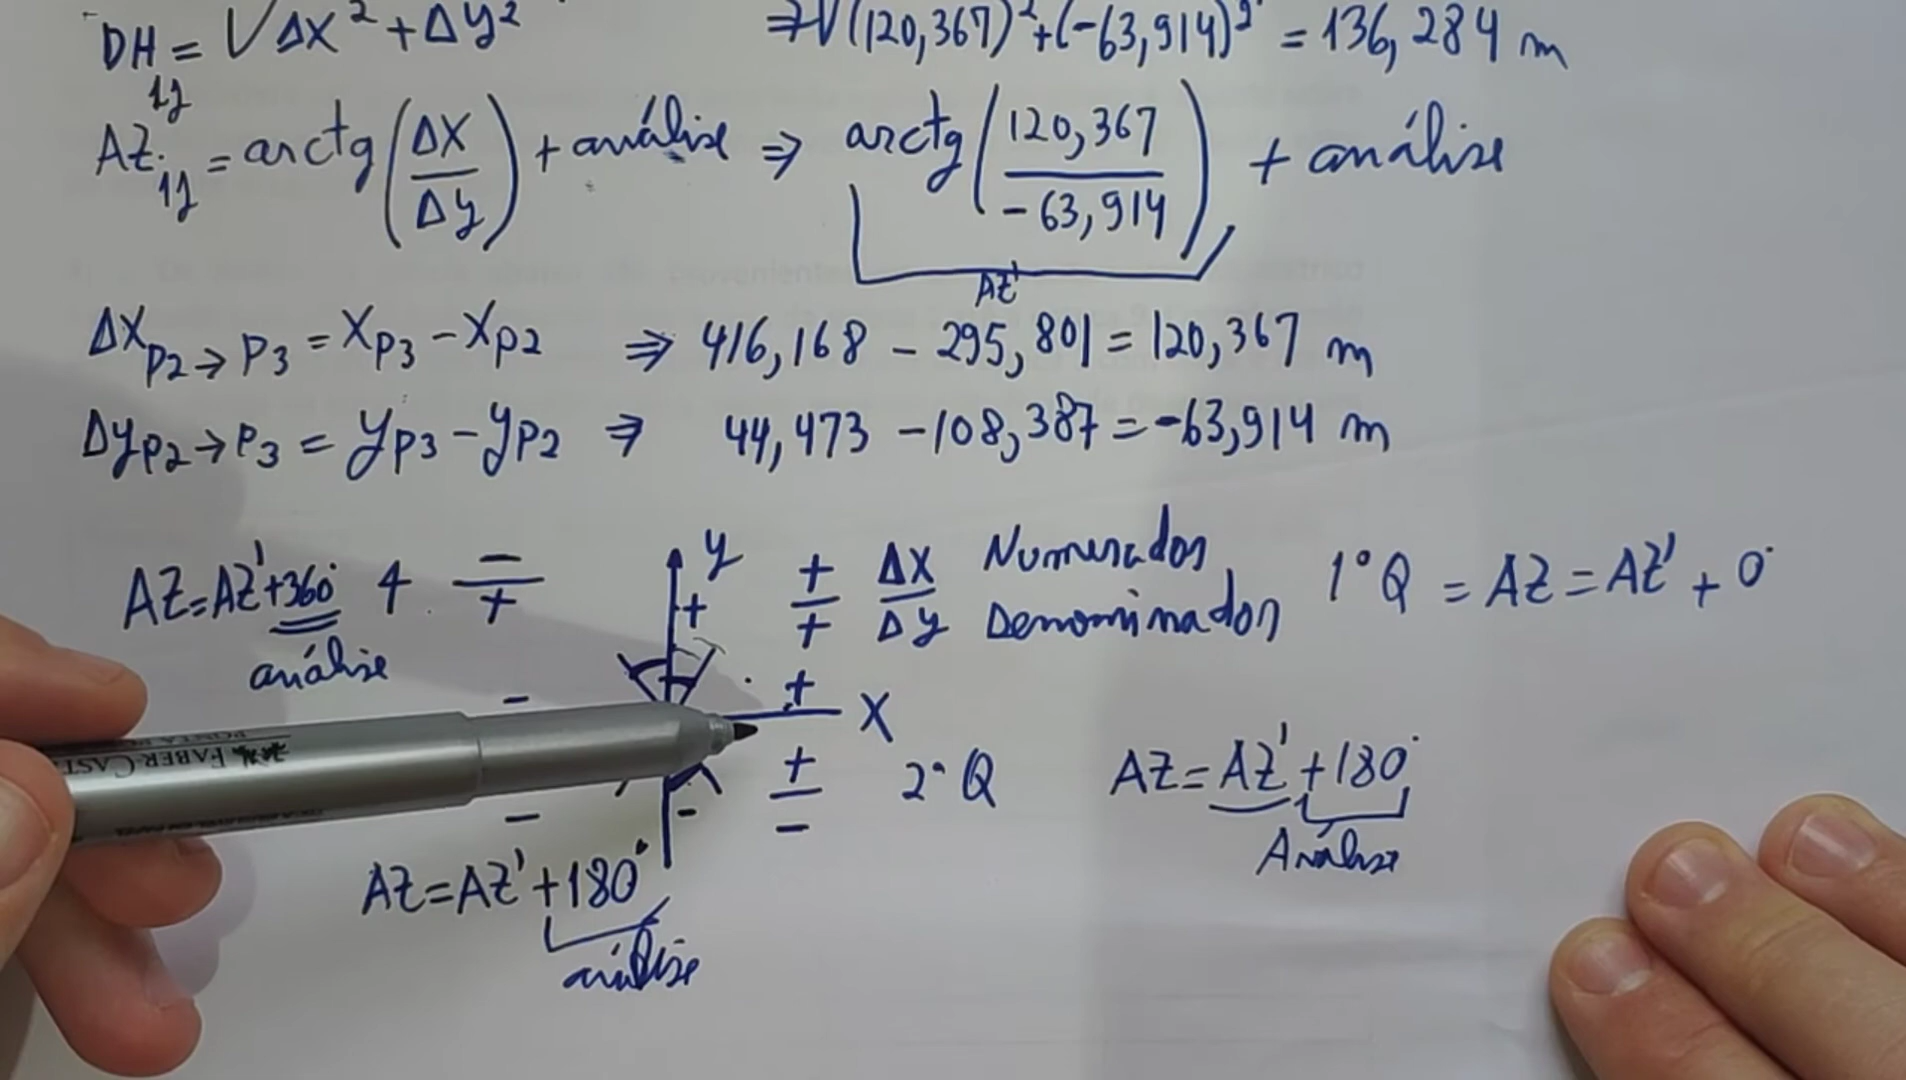 DH = √ΔX² + ΔY² ⇒ √(120,367)² + (-63,914)² = 136,284 m
ij
AZij = arctg (ΔX / ΔY) + análise ⇒ arctg (120,367 / -63,914) + análise
AZ'
ΔX P2→P3 = XP3 - XP2 ⇒ 416,168 - 295,801 = 120,367 m
ΔY P2→P3 = YP3 - YP2 ⇒ 44,473 - 108,387 = -63,914 m
AZ = AZ' + 360° 4 - / + y + + / + ΔX / ΔY Numerador Denominador 1° Q = AZ = AZ' + 0°
análise
- + X
FABER CAST
+ / - 2° Q AZ = AZ' + 180°
- -
Análise
AZ = AZ' + 180°
análise